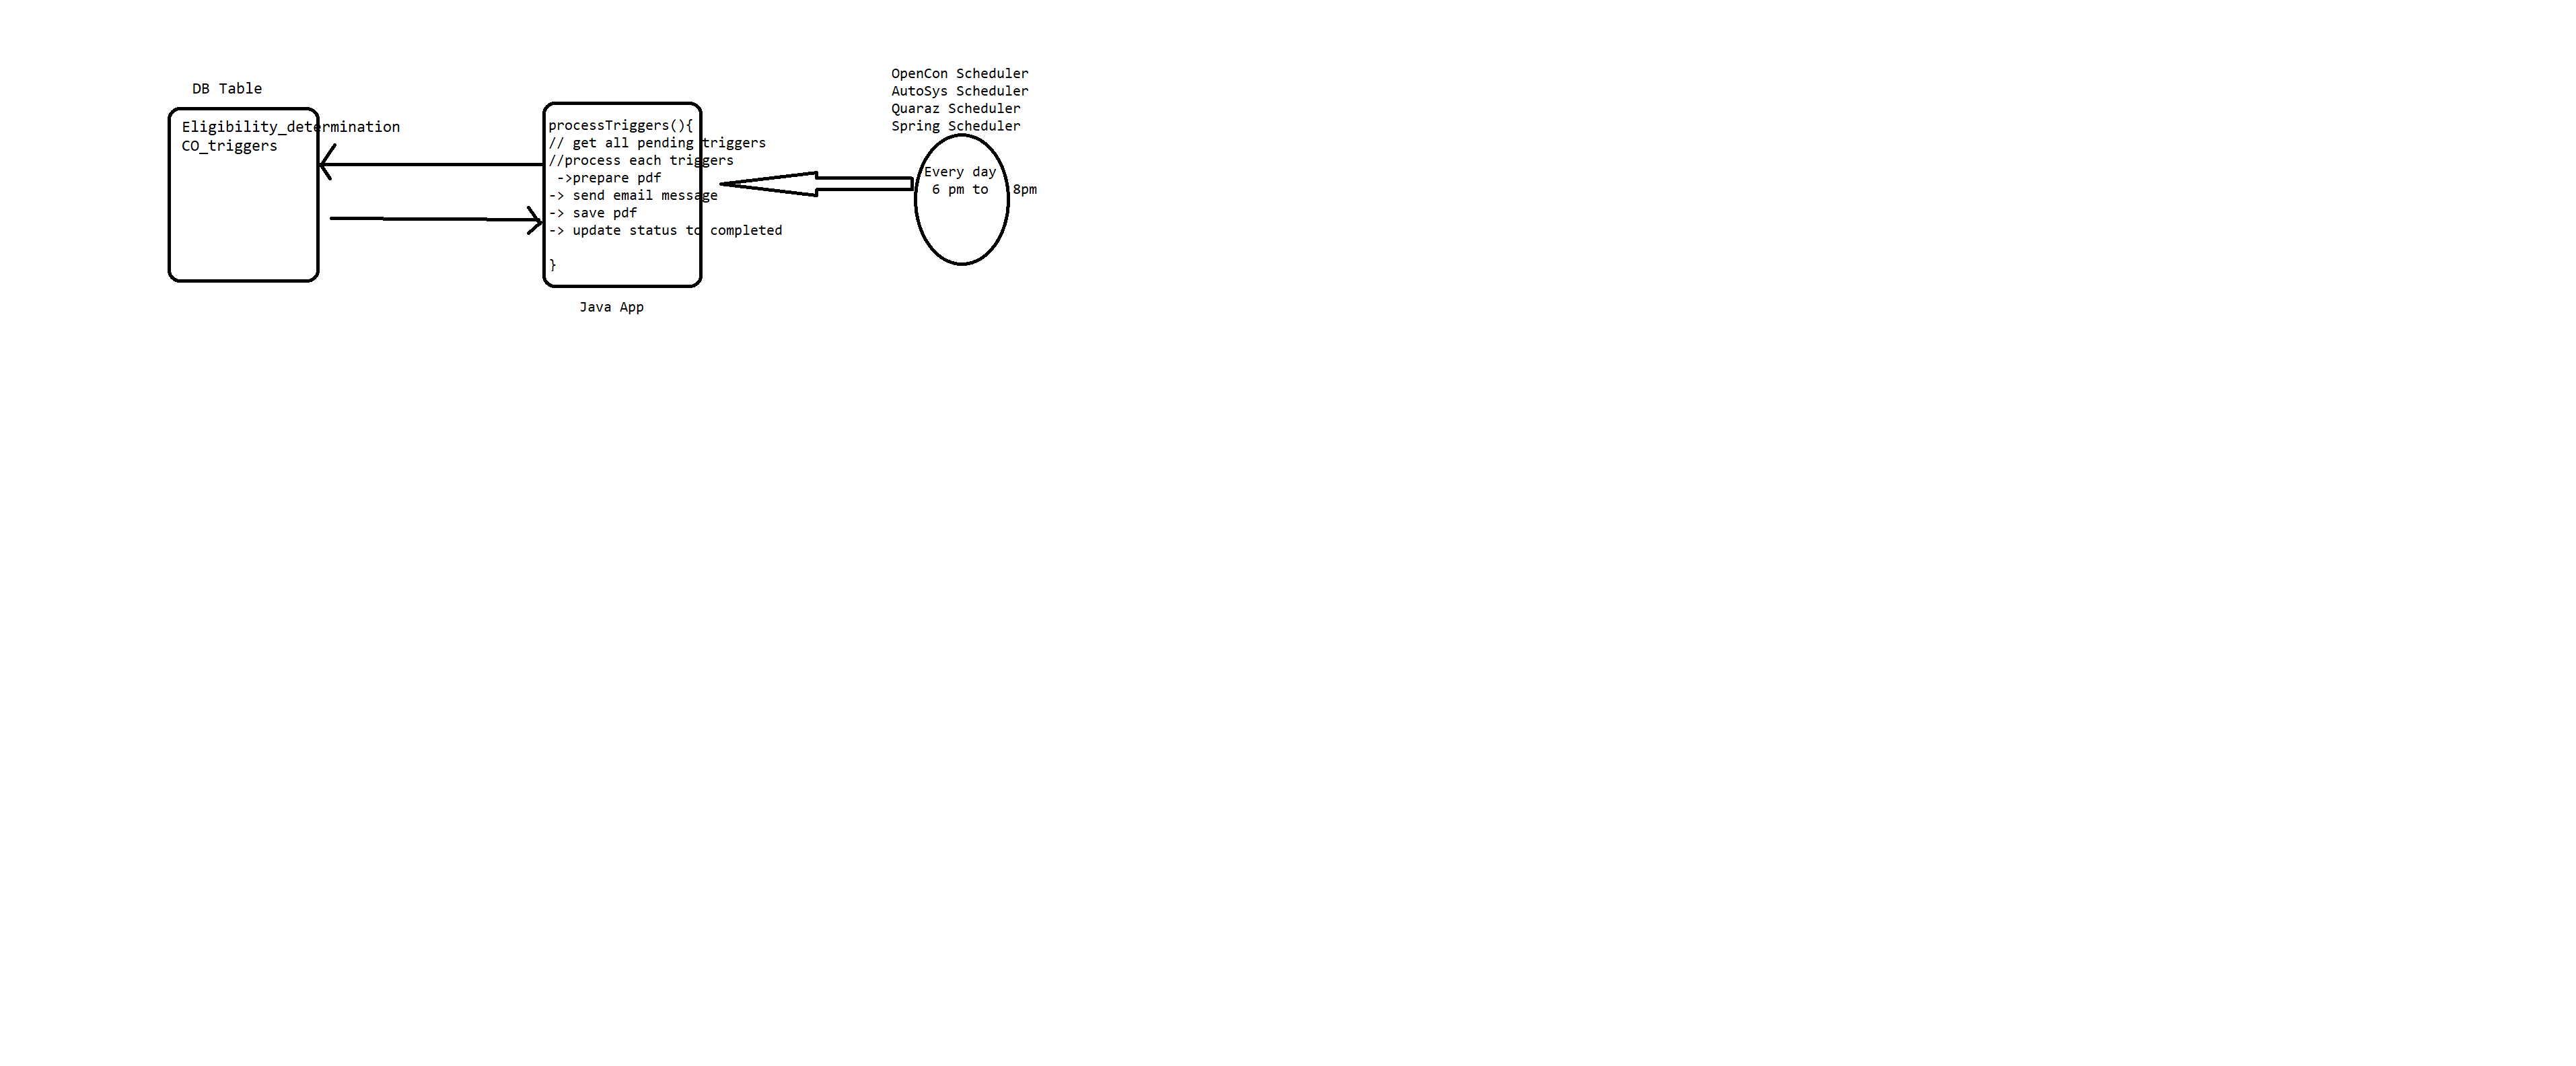 DB Table
Eligibility_determination
CO_triggers
processTriggers(){
// get all pending triggers
//process each triggers
->prepare pdf
-> send email message
-> save pdf
-> update status to completed
}
Java App
OpenCon Scheduler
AutoSys Scheduler
Quaraz Scheduler
Spring Scheduler
Every day
6 pm to 8pm